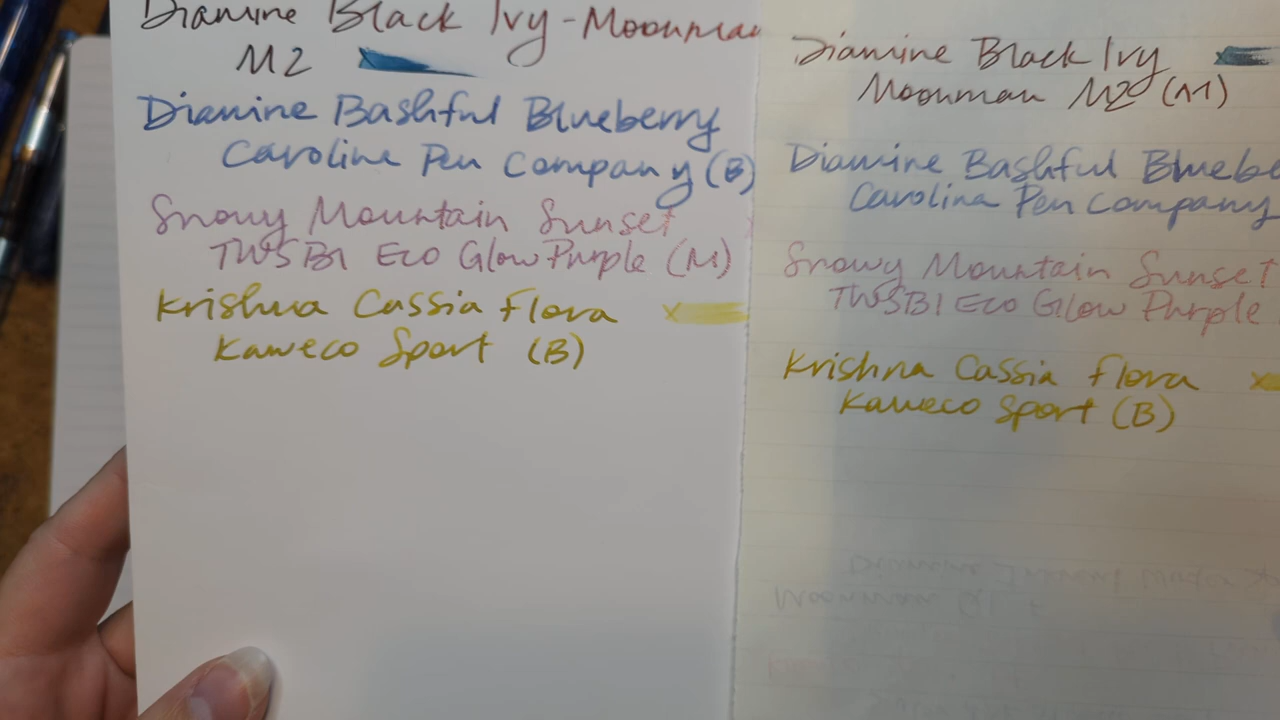 Diamine Black Ivy - Moonman
M2
Diamine Bashful Blueberry
Caroline Pen Company (B)
Snowy Mountain Sunset
TWSBI Eco Glow Purple (M)
Krishna Cassia Flora
Kaweco Sport (B)
Diamine Black Ivy
Moonman M2 (M)
Diamine Bashful
Carolina Pen Company
Snowy Mountain Sunset
TWSBI Eco Glow Purple
Krishna Cassia Flora
Kaweco Sport (B)